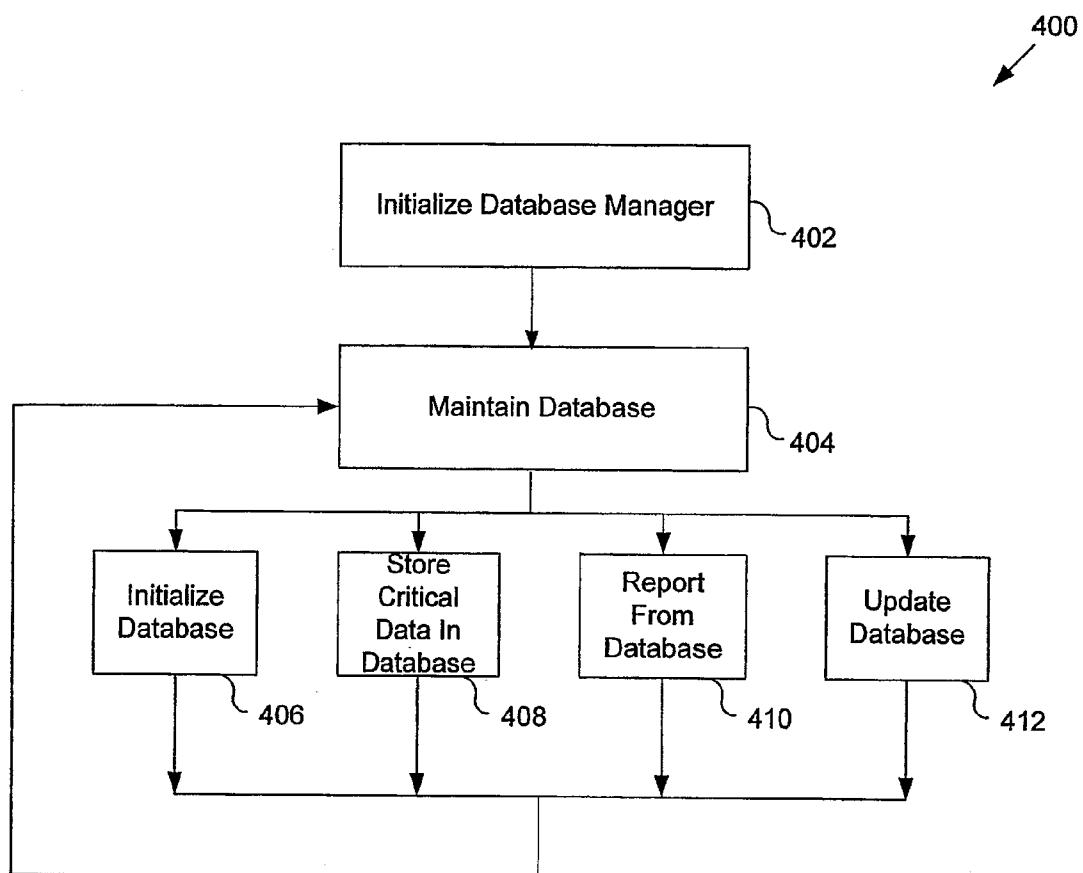 400
Initialize Database Manager
402
Maintain Database
404
Initialize
Database
406
Store
Critical
Data In
Database
408
Report
From
Database
410
Update
Database
412